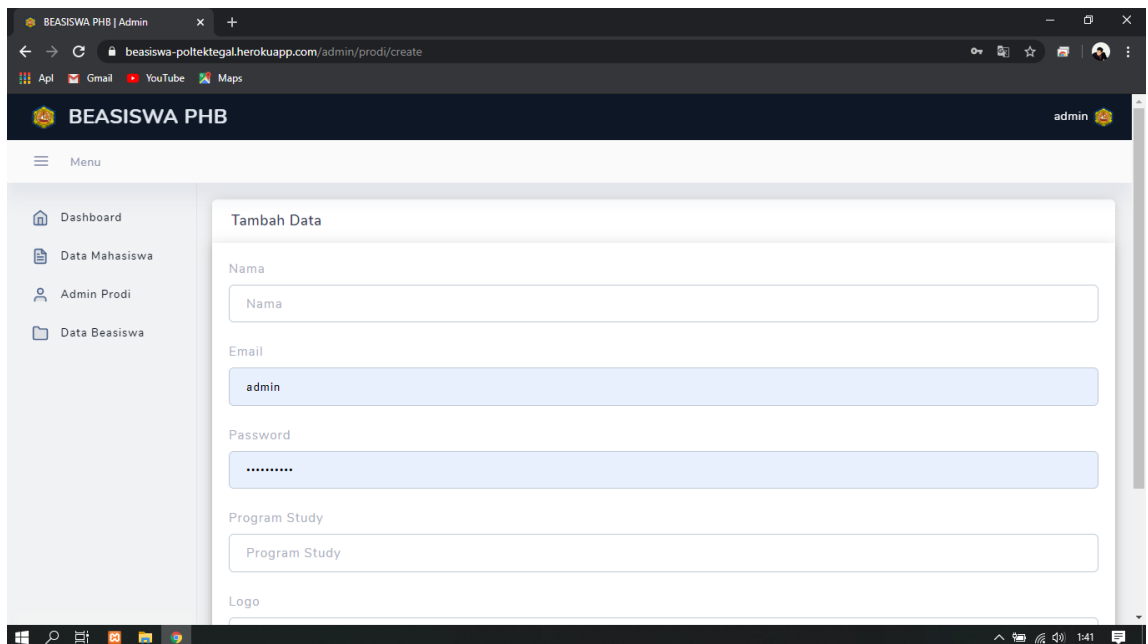 BEASISWA PHB | Admin
beasiswa-poltektegal.herokuapp.com/admin/prodi/create
Apl Gmail YouTube Maps
BEASISWA PHB
admin
Menu
Dashboard
Data Mahasiswa
Admin Prodi
Data Beasiswa
Tambah Data
Nama
Nama
Email
admin
Password
••••••••••
Program Study
Program Study
Logo
1:41